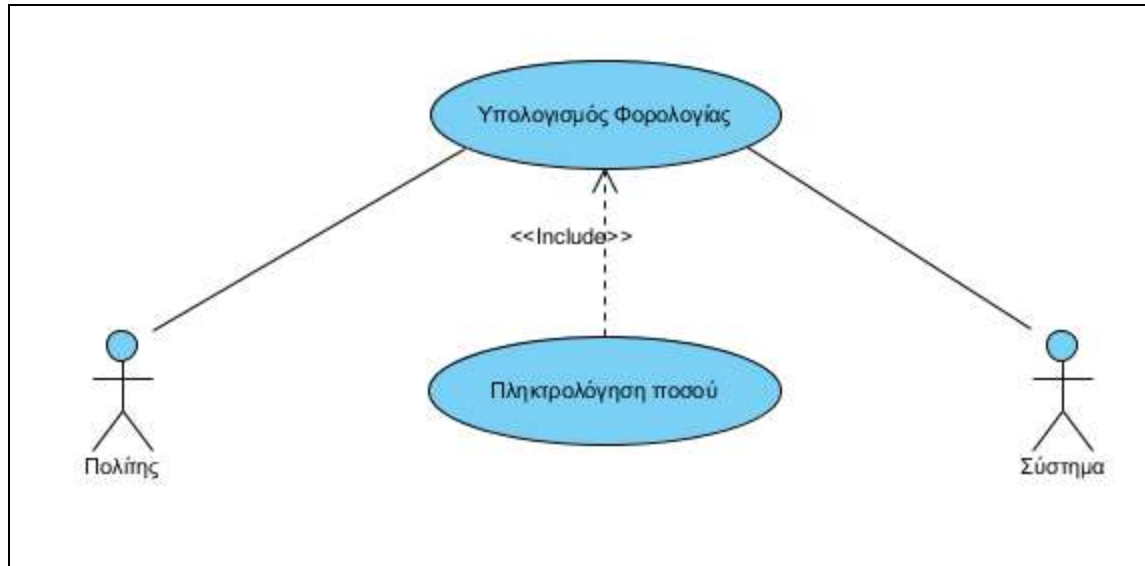 Υπολογισμός Φορολογίας
<<Include>>
Πληκτρολόγηση ποσού
Πολίτης
Σύστημα